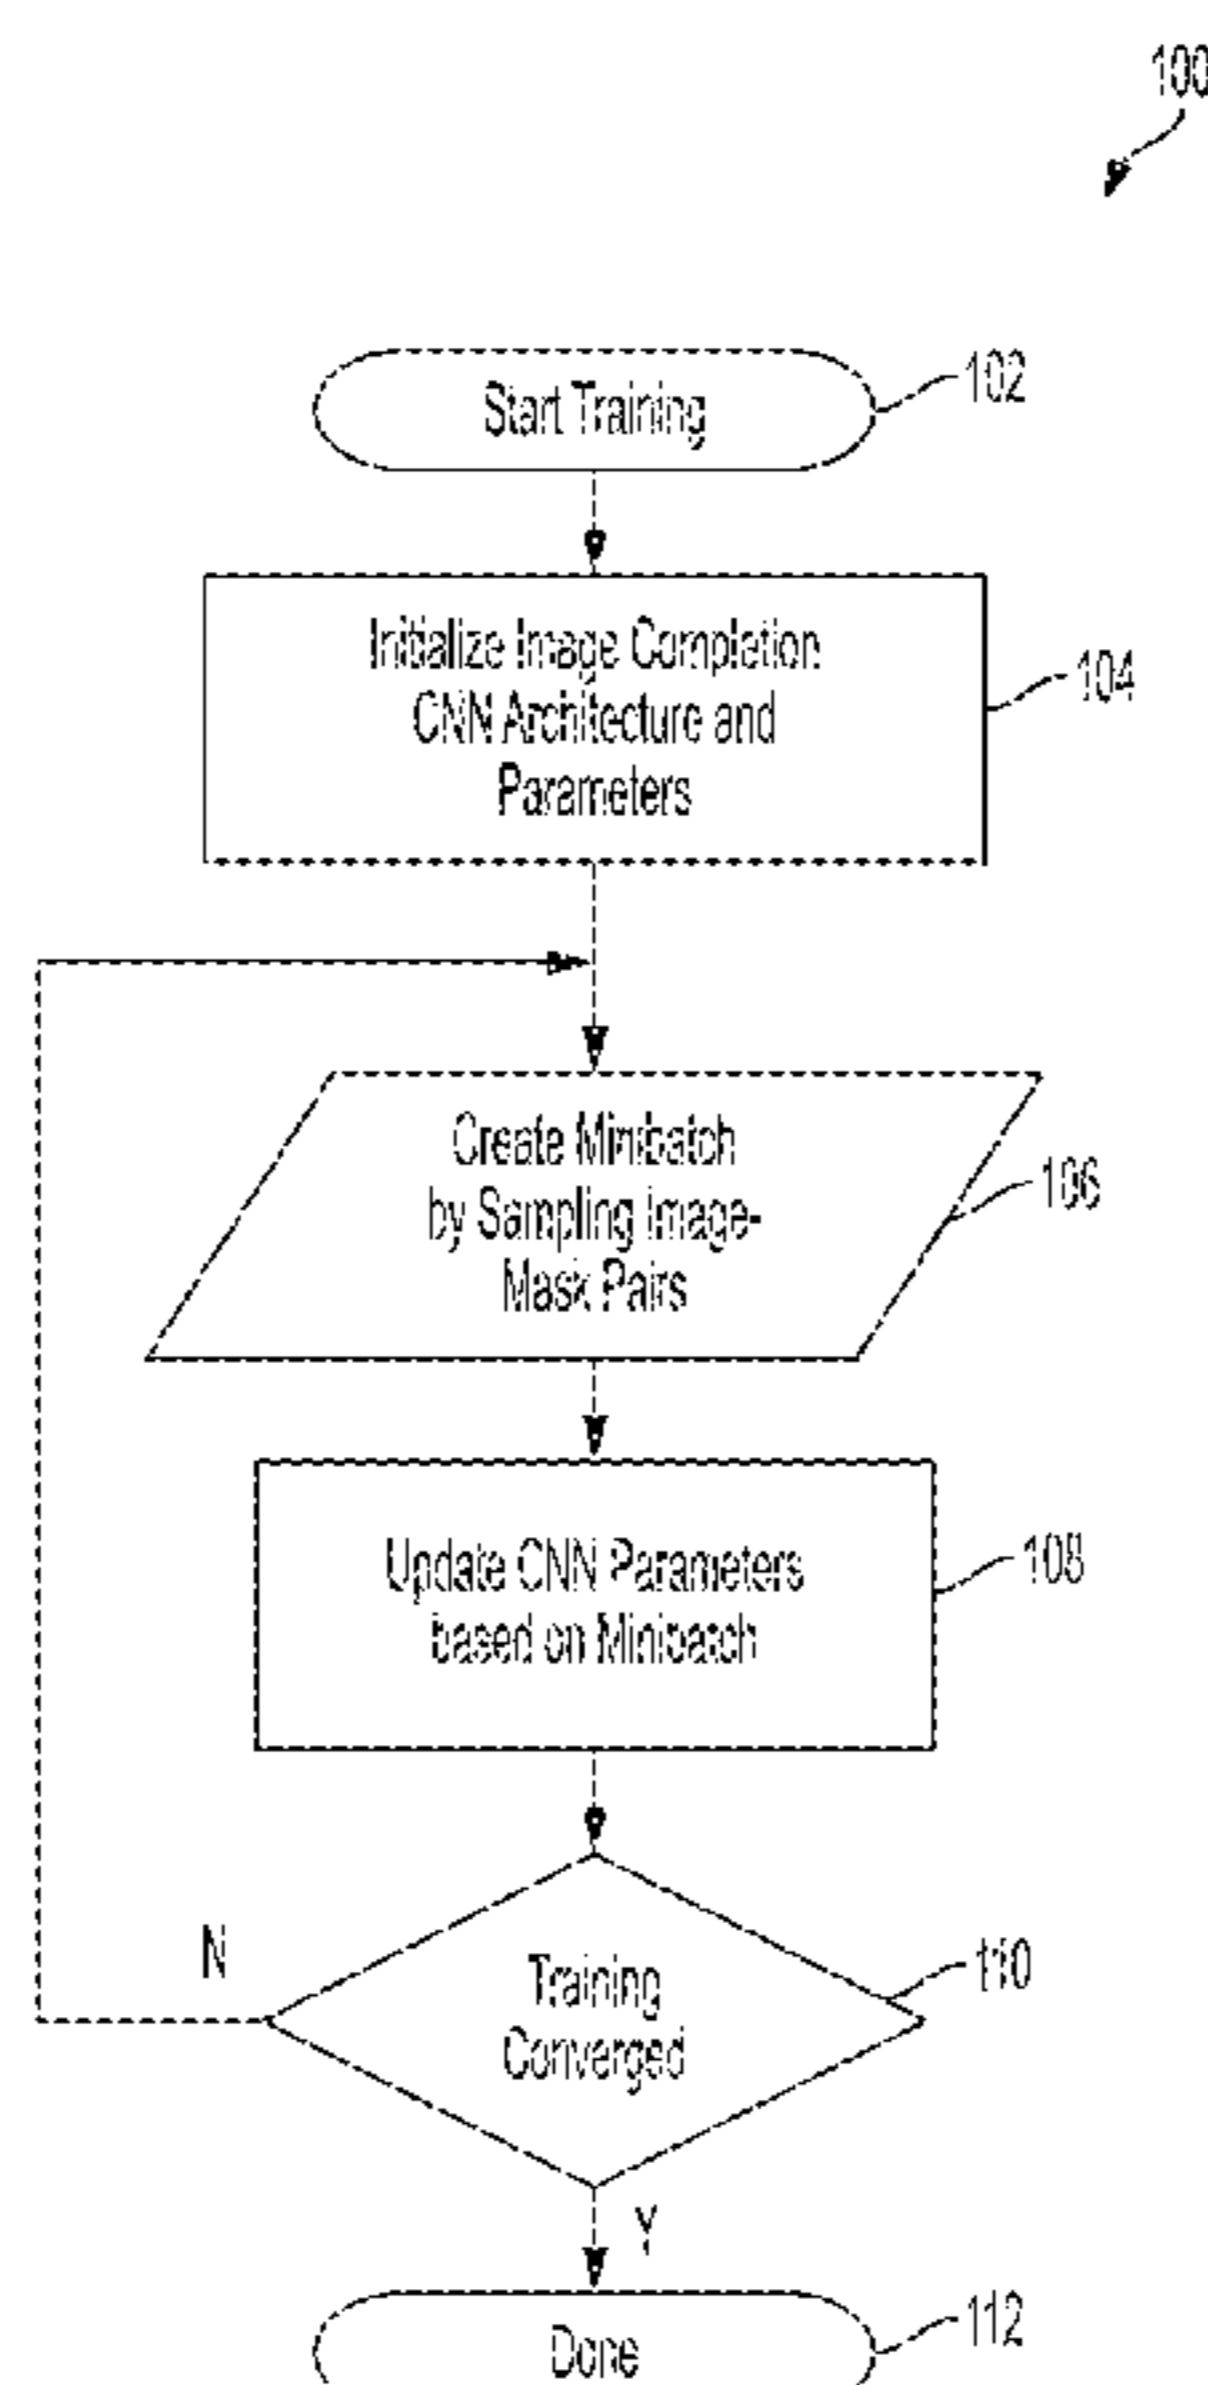 100
Start Training
102
Initialize Image Completion
CNN Architecture and
Parameters
104
Create Minibatch
by Sampling Image-
Mask Pairs
106
Update CNN Parameters
based on Minibatch
108
Training
Converged
110
N
Y
Done
112